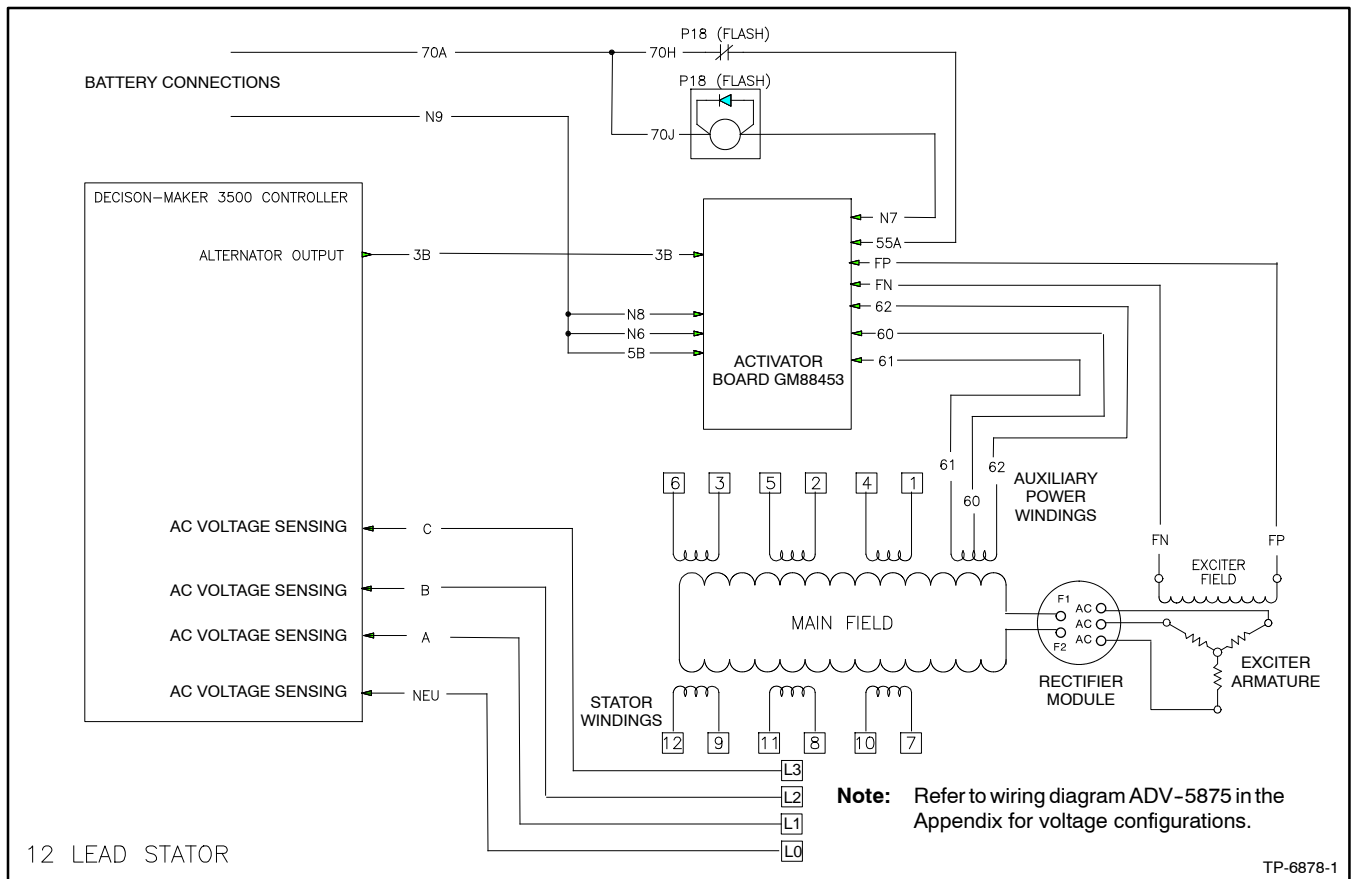 P18 (FLASH)
70A
70H
BATTERY CONNECTIONS
P18 (FLASH)
N9
70J
DECISON-MAKER 3500 CONTROLLER
N7
ALTERNATOR OUTPUT
3B
3B
55A
FP
FN
N8
62
N6
60
5B
ACTIVATOR
BOARD GM88453
61
61
62
60
AUXILIARY
POWER
WINDINGS
6
3
5
2
4
1
AC VOLTAGE SENSING
C
FN
FP
EXCITER
FIELD
AC VOLTAGE SENSING
B
MAIN FIELD
F1
AC
AC
AC
F2
AC VOLTAGE SENSING
A
EXCITER
ARMATURE
RECTIFIER
MODULE
AC VOLTAGE SENSING
NEU
STATOR
WINDINGS
12
9
11
8
10
7
L3
L2
L1
L0
Note: Refer to wiring diagram ADV-5875 in the
Appendix for voltage configurations.
12 LEAD STATOR
TP-6878-1